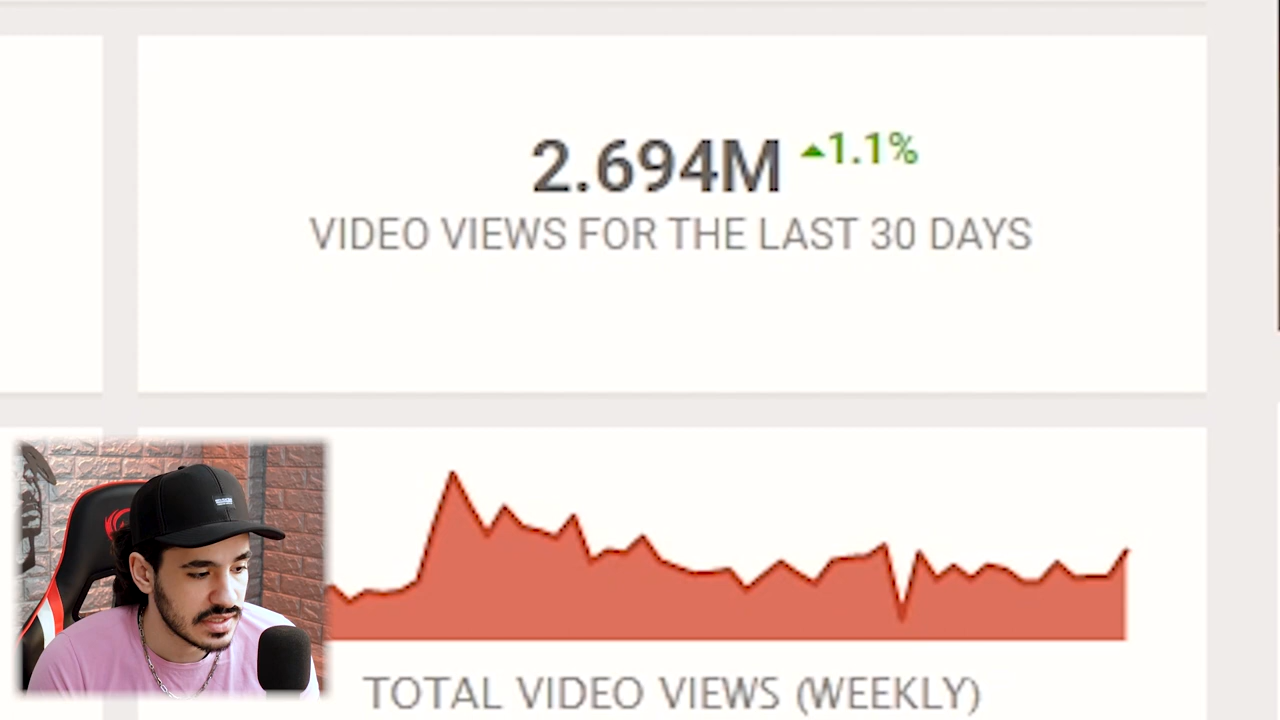 2.694M ▲1.1%
VIDEO VIEWS FOR THE LAST 30 DAYS
TOTAL VIDEO VIEWS (WEEKLY)